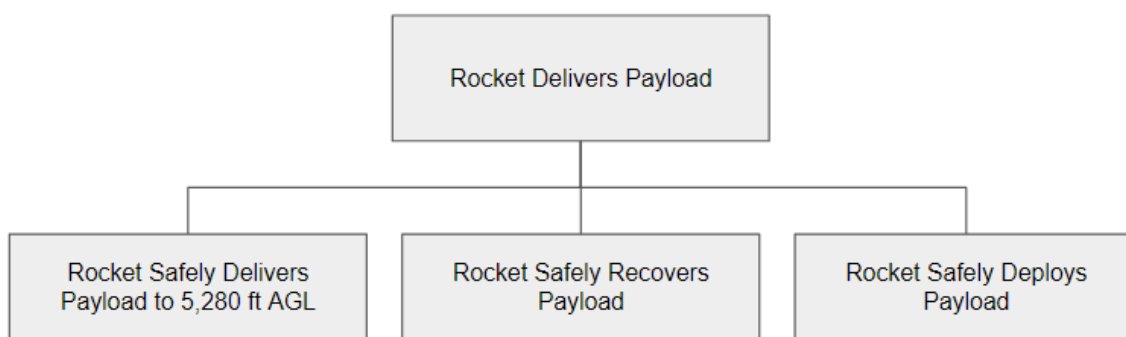 Rocket Delivers Payload
Rocket Safely Delivers
Payload to 5,280 ft AGL
Rocket Safely Recovers
Payload
Rocket Safely Deploys
Payload